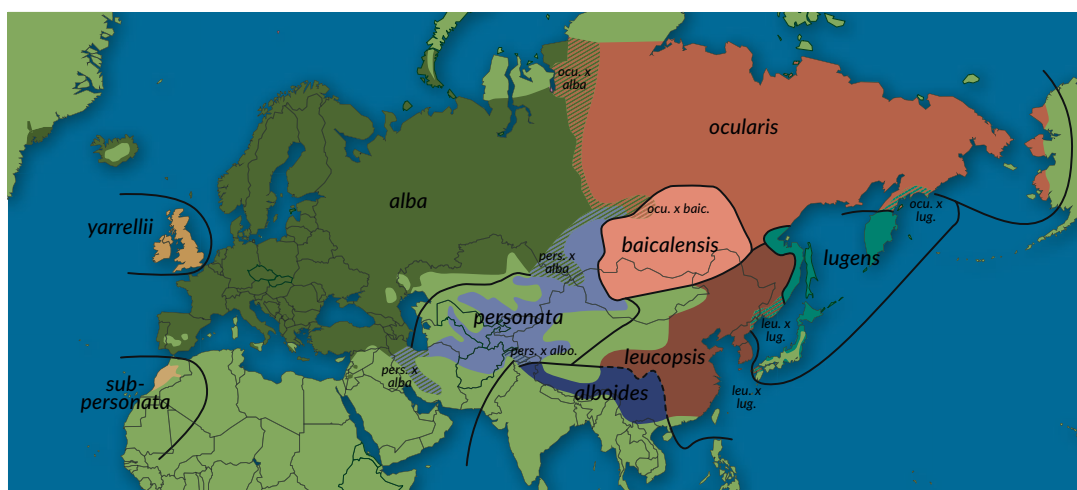 ocu. x
alba
ocularis
alba
yarrellii
ocu. x baic.
ocu. x
lug.
baicalensis
lugens
pers. x
alba
personata
leu. x
lug.
pers. x albo.
leucopsis
pers. x
alba
sub-
personata
alboides
leu. x
lug.